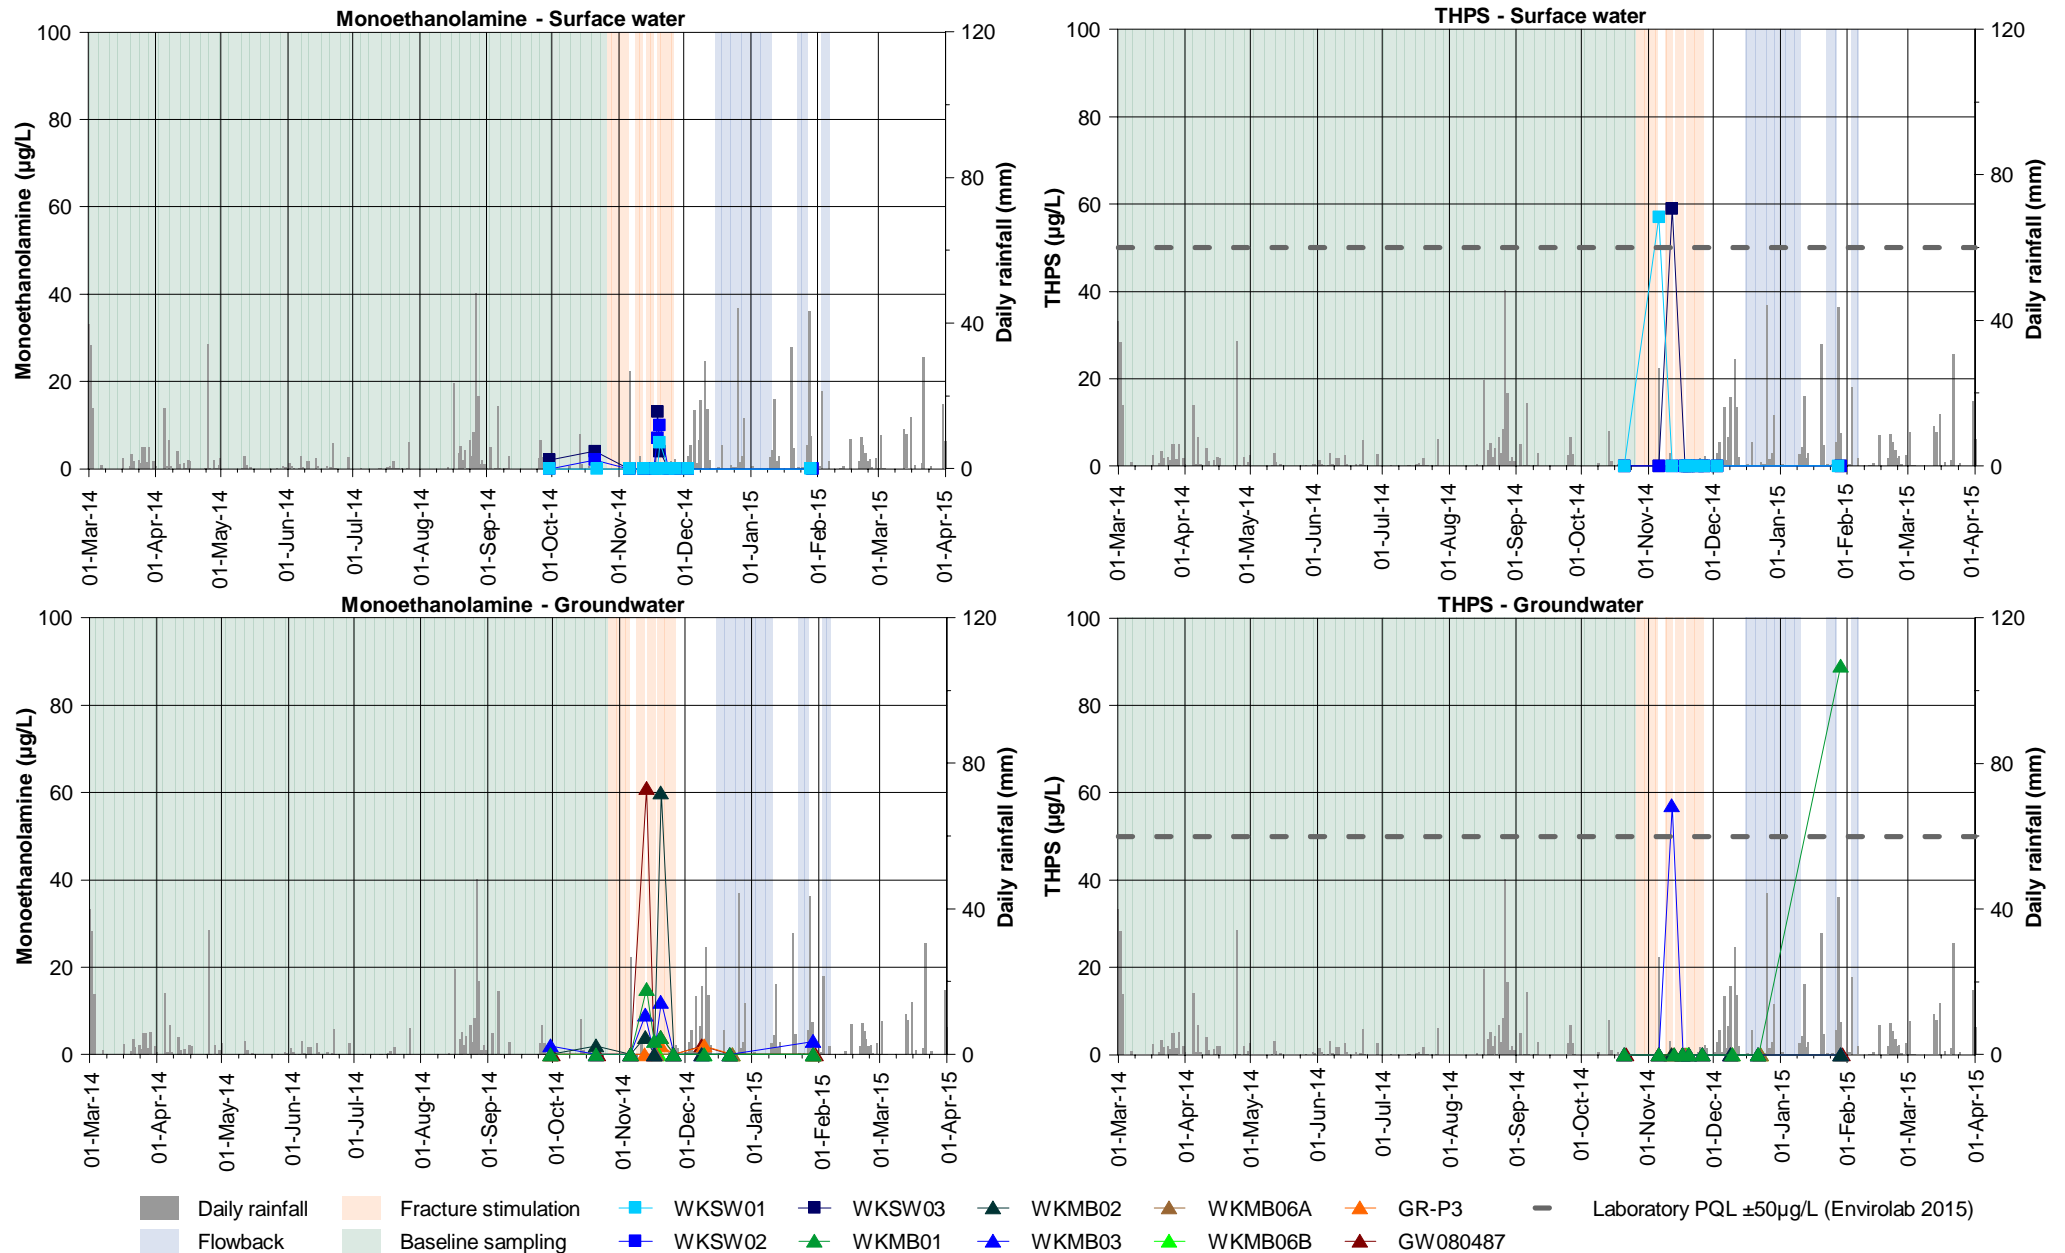 Monoethanolamine - Surface water
100
80
60
40
20
0
Monoethanolamine (µg/L)
120
80
40
0
Daily rainfall (mm)
01-Mar-14
01-Apr-14
01-May-14
01-Jun-14
01-Jul-14
01-Aug-14
01-Sep-14
01-Oct-14
01-Nov-14
01-Dec-14
01-Jan-15
01-Feb-15
01-Mar-15
01-Apr-15
THPS - Surface water
100
80
60
40
20
0
THPS (µg/L)
120
80
40
0
Daily rainfall (mm)
01-Mar-14
01-Apr-14
01-May-14
01-Jun-14
01-Jul-14
01-Aug-14
01-Sep-14
01-Oct-14
01-Nov-14
01-Dec-14
01-Jan-15
01-Feb-15
01-Mar-15
01-Apr-15
Monoethanolamine - Groundwater
100
80
60
40
20
0
Monoethanolamine (µg/L)
120
80
40
0
Daily rainfall (mm)
01-Mar-14
01-Apr-14
01-May-14
01-Jun-14
01-Jul-14
01-Aug-14
01-Sep-14
01-Oct-14
01-Nov-14
01-Dec-14
01-Jan-15
01-Feb-15
01-Mar-15
01-Apr-15
THPS - Groundwater
100
80
60
40
20
0
THPS (µg/L)
120
80
40
0
Daily rainfall (mm)
01-Mar-14
01-Apr-14
01-May-14
01-Jun-14
01-Jul-14
01-Aug-14
01-Sep-14
01-Oct-14
01-Nov-14
01-Dec-14
01-Jan-15
01-Feb-15
01-Mar-15
01-Apr-15
Daily rainfall
Fracture stimulation
WKSW01
WKSW03
WKMB02
WKMB06A
GR-P3
Laboratory PQL ±50µg/L (Envirolab 2015)
Flowback
Baseline sampling
WKSW02
WKMB01
WKMB03
WKMB06B
GW080487